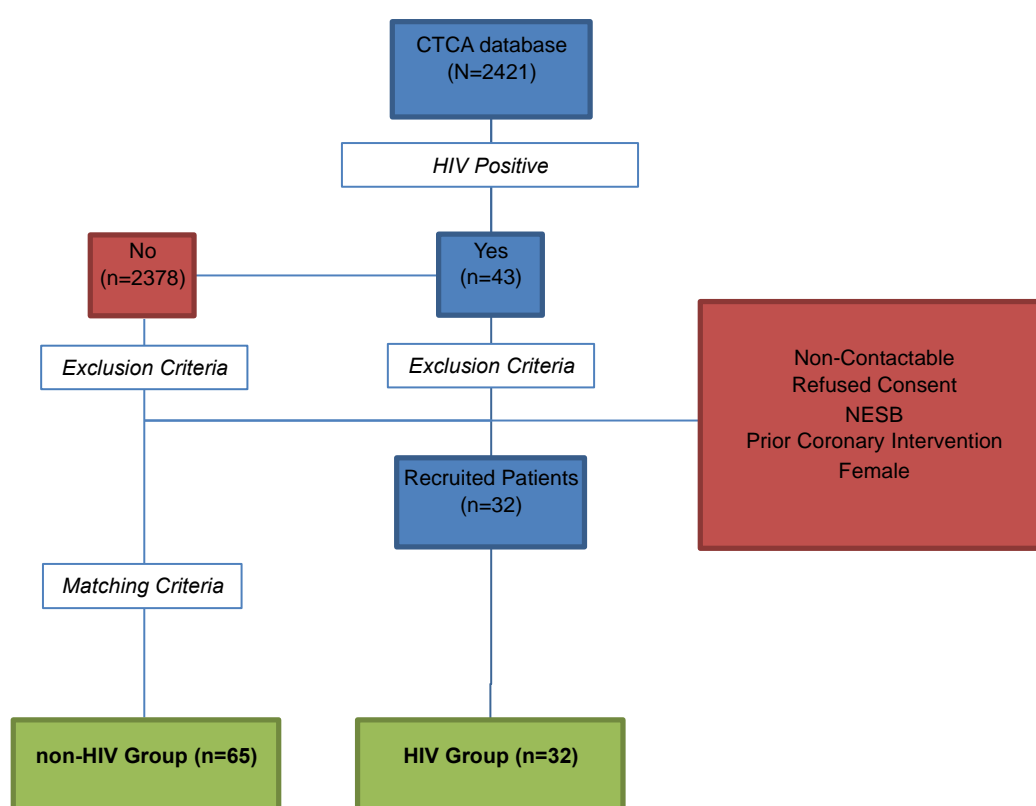 CTCA database
(N=2421)
HIV Positive
No
(n=2378)
Yes
(n=43)
Exclusion Criteria
Exclusion Criteria
Non-Contactable
Refused Consent
NESB
Prior Coronary Intervention
Female
Recruited Patients
(n=32)
Matching Criteria
non-HIV Group (n=65)
HIV Group (n=32)